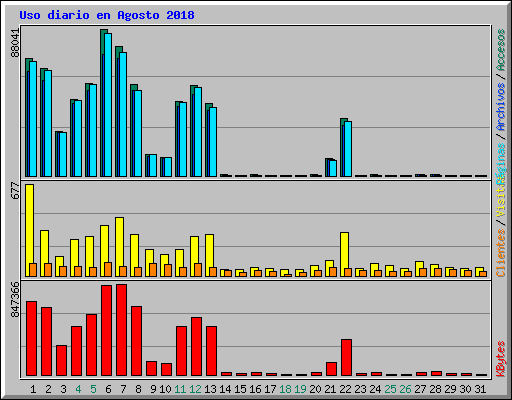 Uso diario en Agosto 2018
88041
677
847366
Accesos
/
Archivos
/
Páginas
Visitas
/
Clientes
KBytes
1 2 3 4 5 6 7 8 9 10 11 12 13 14 15 16 17 18 19 20 21 22 23 24 25 26 27 28 29 30 31